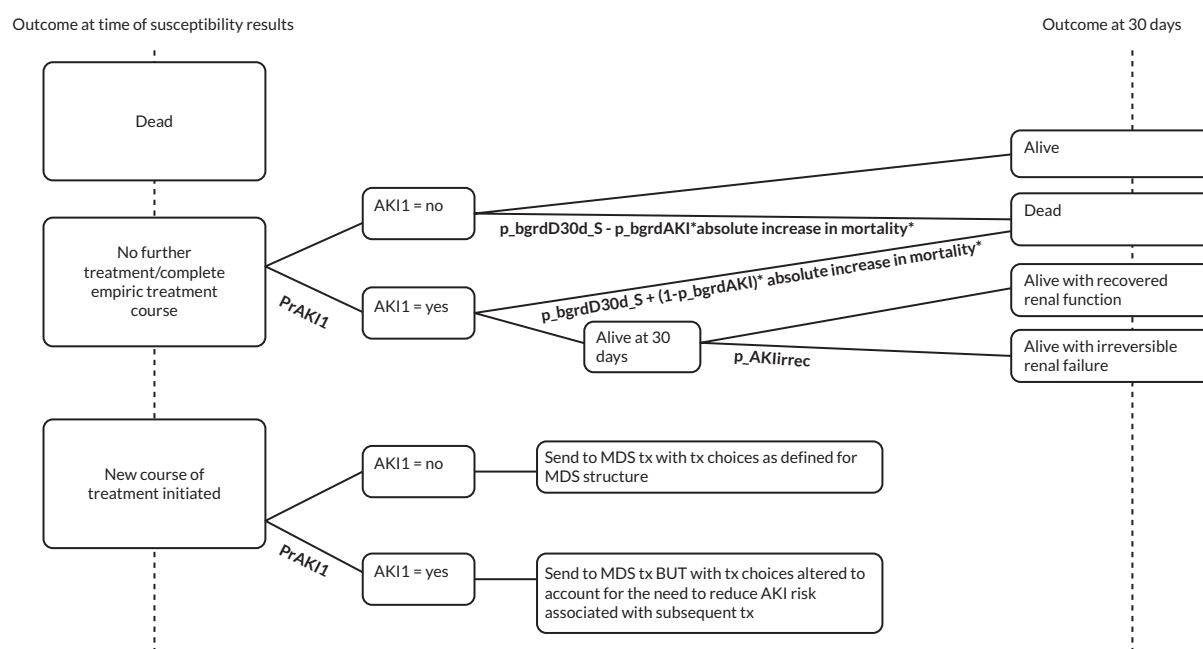 Outcome at time of susceptibility results
Outcome at 30 days
Dead
No further
treatment/complete
empiric treatment
course
PrAKI1
AKI1 = no
AKI1 = yes
p_bgrdD30d_S - p_bgrdAKI*absolute increase in mortality*
p_bgrdD30d_S + (1-p_bgrdAKI)* absolute increase in mortality*
Alive at 30
days
p_AKIirrec
Alive
Dead
Alive with recovered
renal function
Alive with irreversible
renal failure
New course of
treatment initiated
PrAKI1
AKI1 = no
Send to MDS tx with tx choices as defined for
MDS structure
AKI1 = yes
Send to MDS tx BUT with tx choices altered to
account for the need to reduce AKI risk
associated with subsequent tx